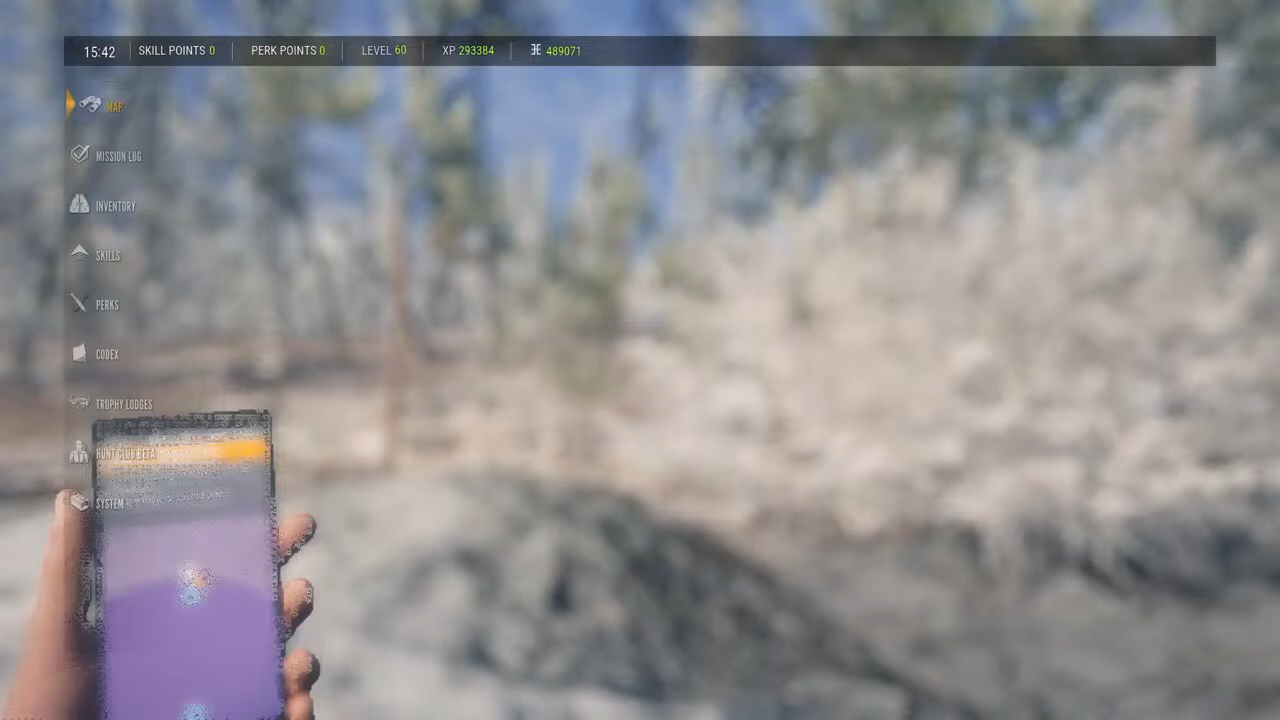 15:42 SKILL POINTS 0 PERK POINTS 0 LEVEL 60 XP 293384 489071
MAP
MISSION LOG
INVENTORY
SKILLS
PERKS
CODEX
TROPHY LODGES
HUNT CLUB BETA
SYSTEM